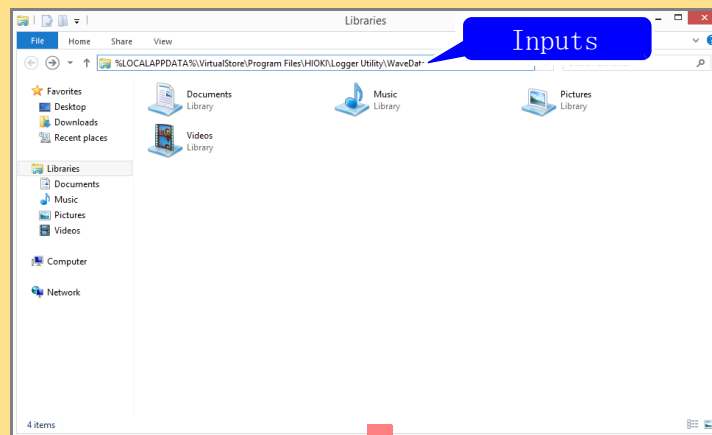 Libraries
File Home Share View
Inputs
%LOCALAPPDATA%\VirtualStore\Program Files\HIOKI\Logger Utility\WaveDat
Favorites
Desktop
Downloads
Recent places
Libraries
Documents
Music
Pictures
Videos
Computer
Network
Documents
Library
Music
Library
Pictures
Library
Videos
Library
4 items